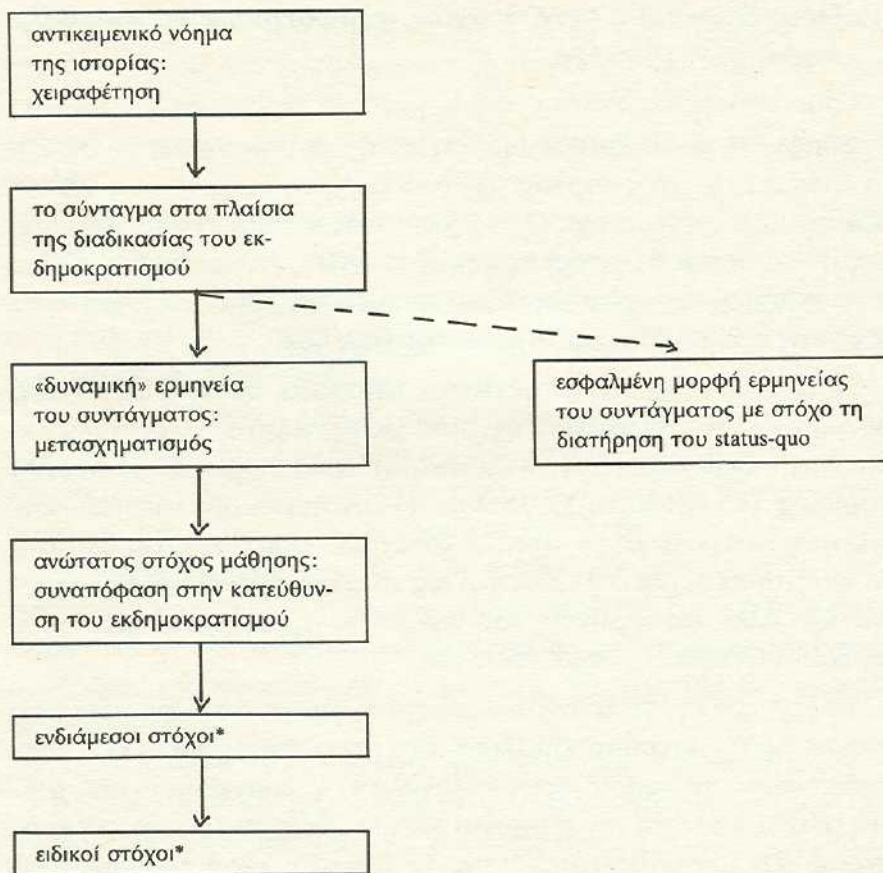 αντικειμενικό νόημα
της ιστορίας:
χειραφέτηση
το σύνταγμα στα πλαίσια
της διαδικασίας του εκ-
δημοκρατισμού
«δυναμική» ερμηνεία
του συντάγματος:
μετασχηματισμός
εσφαλμένη μορφή ερμηνείας
του συντάγματος με στόχο τη
διατήρηση του status-quo
ανώτατος στόχος μάθησης:
συναπόφαση στην κατεύθυν-
ση του εκδημοκρατισμού
ενδιάμεσοι στόχοι*
ειδικοί στόχοι*